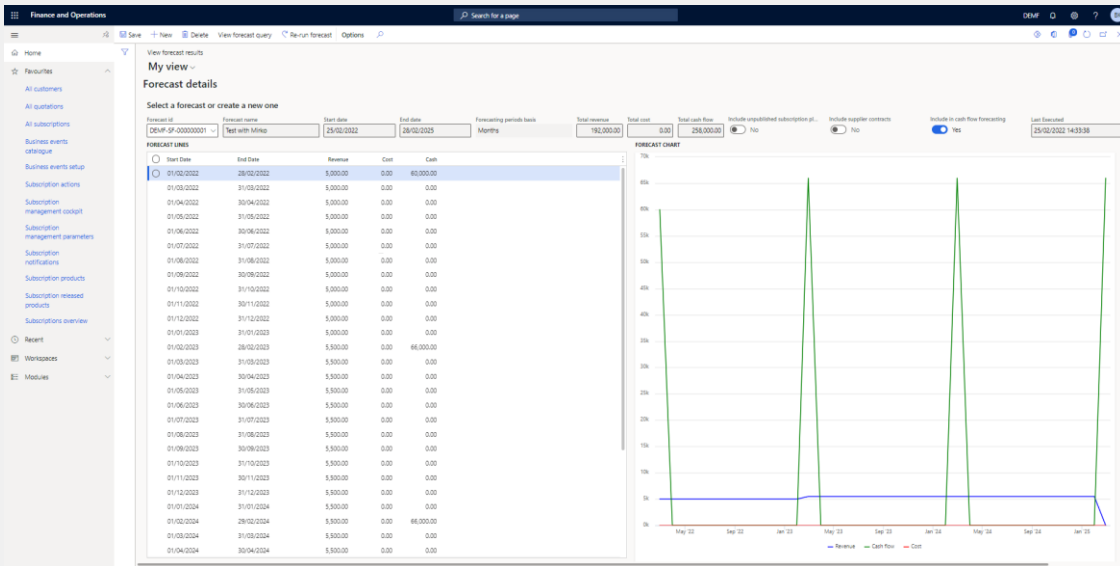 Finance and Operations
Search for a page
DEMF
?
Save
New
Delete
View forecast query
Re-run forecast
Options
Home
Favourites
All customers
All quotations
All subscriptions
Business events
catalogue
Business events setup
Subscription actions
Subscription
management cockpit
Subscription
management parameters
Subscription
notifications
Subscription products
Subscription released
products
Subscriptions overview
Recent
Workspaces
Modules
View forecast results
My view
Forecast details
Select a forecast or create a new one
Forecast id Forecast name Start date End date Forecasting periods basis Total revenue Total cost Total cash flow Include unpublished subscription pl... Include supplier contracts Include in cash flow forecasting Last Executed
DEMF-SF-000000001 Test with Mirko 25/02/2022 28/02/2025 Months 192,000.00 0.00 258,000.00 No No Yes 25/02/2022 14:33:38
FORECAST LINES
Start Date End Date Revenue Cost Cash
01/02/2022 28/02/2022 5,000.00 0.00 60,000.00
01/03/2022 31/03/2022 5,000.00 0.00 0.00
01/04/2022 30/04/2022 5,000.00 0.00 0.00
01/05/2022 31/05/2022 5,000.00 0.00 0.00
01/06/2022 30/06/2022 5,000.00 0.00 0.00
01/07/2022 31/07/2022 5,000.00 0.00 0.00
01/08/2022 31/08/2022 5,000.00 0.00 0.00
01/09/2022 30/09/2022 5,000.00 0.00 0.00
01/10/2022 31/10/2022 5,000.00 0.00 0.00
01/11/2022 30/11/2022 5,000.00 0.00 0.00
01/12/2022 31/12/2022 5,000.00 0.00 0.00
01/01/2023 31/01/2023 5,000.00 0.00 0.00
01/02/2023 28/02/2023 5,500.00 0.00 66,000.00
01/03/2023 31/03/2023 5,500.00 0.00 0.00
01/04/2023 30/04/2023 5,500.00 0.00 0.00
01/05/2023 31/05/2023 5,500.00 0.00 0.00
01/06/2023 30/06/2023 5,500.00 0.00 0.00
01/07/2023 31/07/2023 5,500.00 0.00 0.00
01/08/2023 31/08/2023 5,500.00 0.00 0.00
01/09/2023 30/09/2023 5,500.00 0.00 0.00
01/10/2023 31/10/2023 5,500.00 0.00 0.00
01/11/2023 30/11/2023 5,500.00 0.00 0.00
01/12/2023 31/12/2023 5,500.00 0.00 0.00
01/01/2024 31/01/2024 5,500.00 0.00 0.00
01/02/2024 29/02/2024 5,500.00 0.00 66,000.00
01/03/2024 31/03/2024 5,500.00 0.00 0.00
01/04/2024 30/04/2024 5,500.00 0.00 0.00
FORECAST CHART
70k
65k
60k
55k
50k
45k
40k
35k
30k
25k
20k
15k
10k
5k
0k
May '22 Sep '22 Jan '23 May '23 Sep '23 Jan '24 May '24 Sep '24 Jan '25
Revenue Cash flow Cost